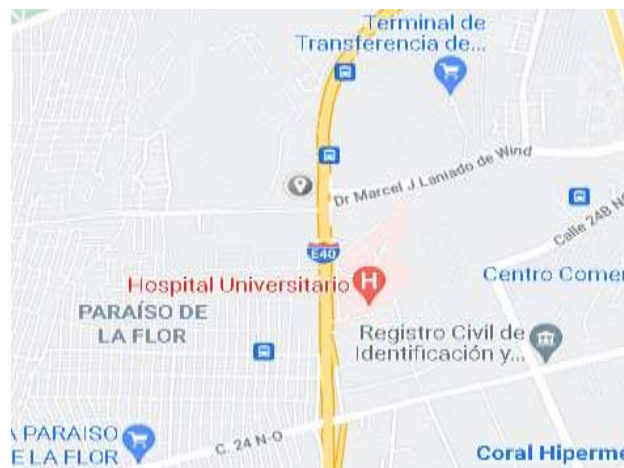 Terminal de
Transferencia de...
Dr Marcel J Laniado de Wind
Calle 24B N
E40
Hospital Universitario
H
Centro Comer
PARAÍSO DE
LA FLOR
Registro Civil de
Identificación y...
PARAISO
E LA FLOR
C. 24 N-O
Coral Hiperme